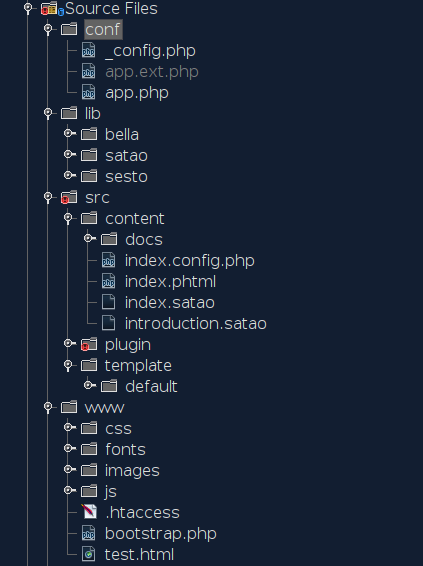 Source Files
conf
_config.php
app.ext.php
app.php
lib
bella
satao
sesto
src
content
docs
index.config.php
index.phtml
index.satao
introduction.satao
plugin
template
default
www
css
fonts
images
js
.htaccess
bootstrap.php
test.html